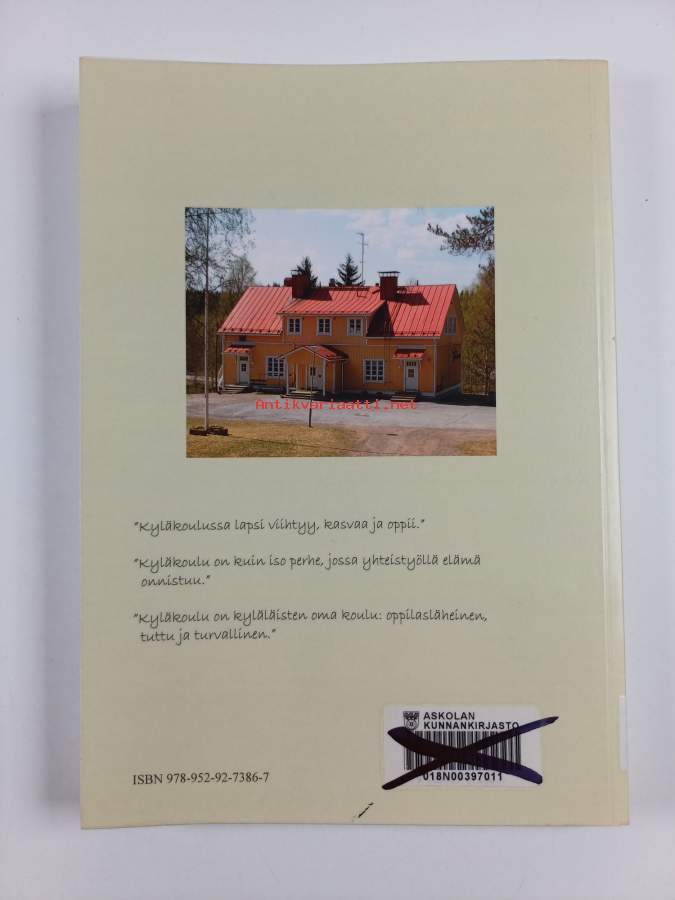 Antikvariaatti.net
"Kyläkoulussa lapsi viihtyy, kasvaa ja oppii."
"Kyläkoulu on kuin iso perhe, jossa yhteistyöllä elämä
onnistuu."
"Kyläkoulu on kyläläisten oma koulu: oppilasläheinen,
tuttu ja turvallinen."
ASKOLAN
KUNNANKIRJASTO
018N00397011
ISBN 978-952-92-7386-7